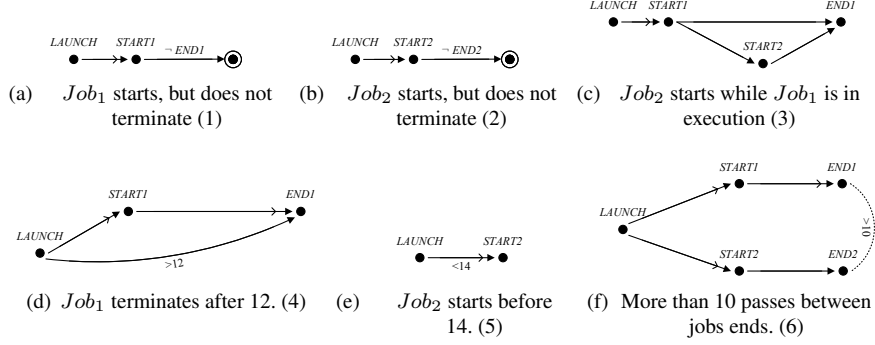 LAUNCH START1 ¬ END1
(a) Job1 starts, but does not terminate (1)
LAUNCH START2 ¬ END2
(b) Job2 starts, but does not terminate (2)
LAUNCH START1 END1
START2
(c) Job2 starts while Job1 is in execution (3)
START1 END1
LAUNCH
>12
(d) Job1 terminates after 12. (4)
LAUNCH START2
<14
(e) Job2 starts before 14. (5)
START1 END1
LAUNCH
>10
START2 END2
(f) More than 10 passes between jobs ends. (6)